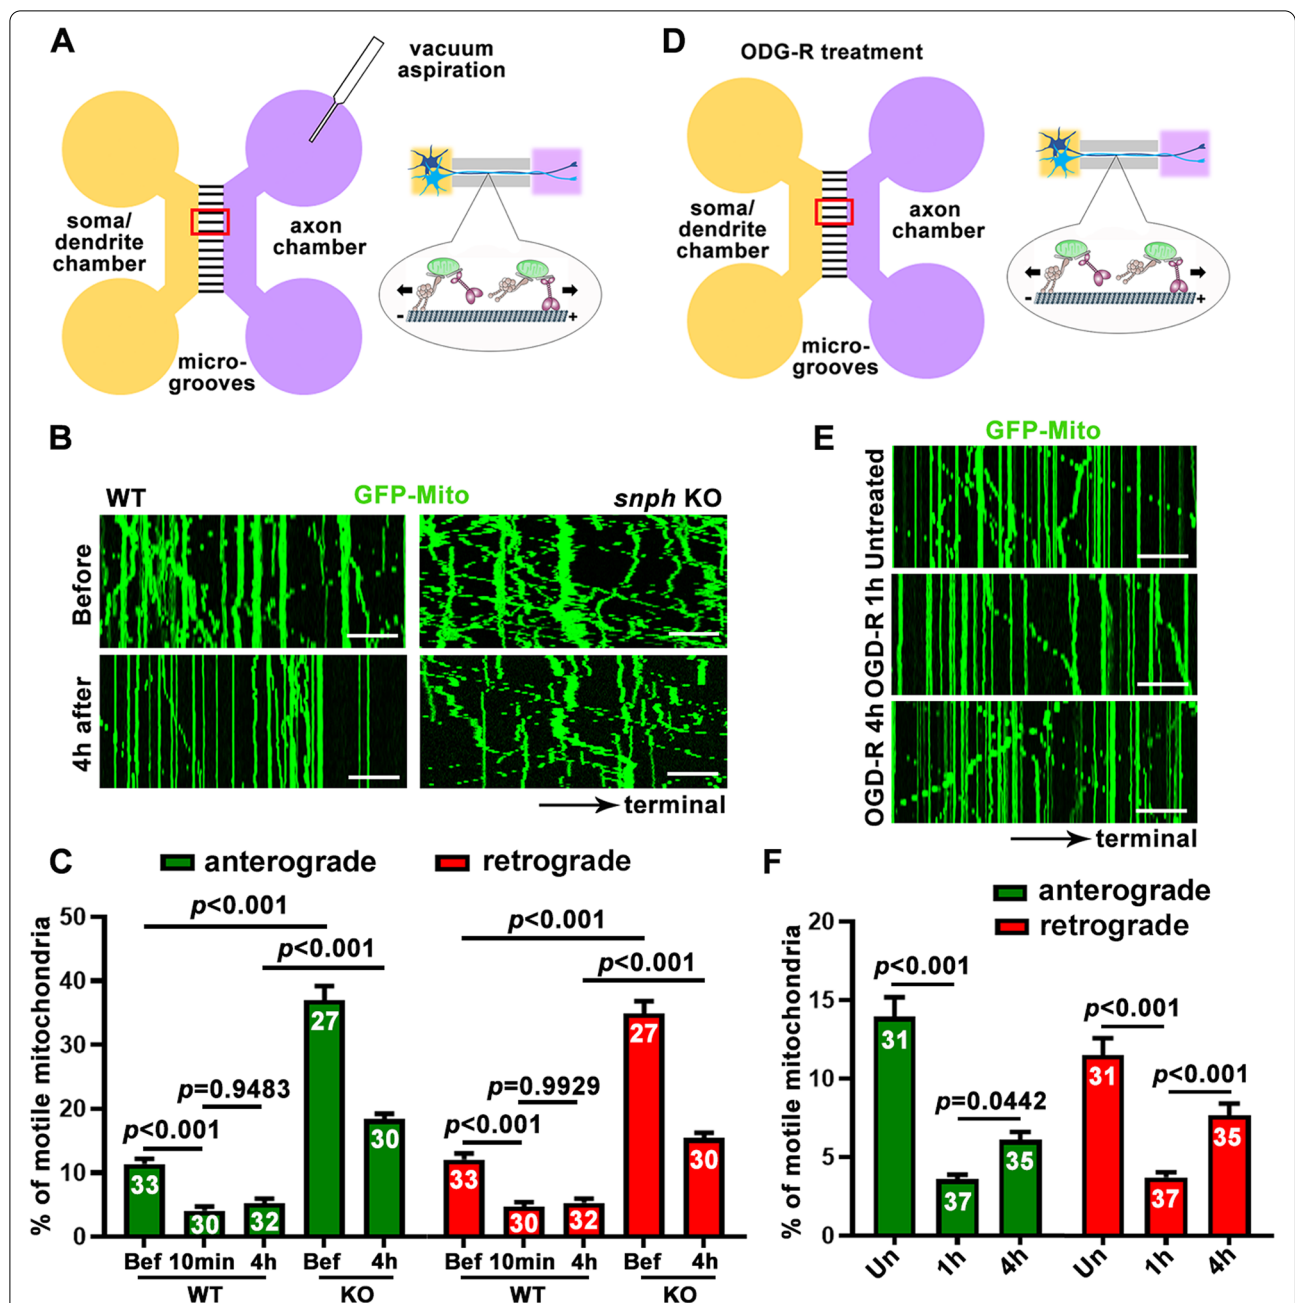 A
vacuum
aspiration
soma/
dendrite
chamber
axon
chamber
micro-
grooves
-
+
D
ODG-R treatment
soma/
dendrite
chamber
axon
chamber
micro-
grooves
-
+
B
WT
GFP-Mito
snph KO
Before
4h after
terminal
E
GFP-Mito
Untreated
OGD-R 1h
OGD-R 4h
terminal
C
anterograde
retrograde
% of motile mitochondria
50
40
30
20
10
0
p<0.001
p<0.001
p=0.9483
p<0.001
33
30
32
27
30
p<0.001
p<0.001
p=0.9929
p<0.001
33
30
32
27
30
Bef 10min 4h Bef 4h Bef 10min 4h Bef 4h
WT KO WT KO
F
anterograde
retrograde
% of motile mitochondria
20
15
10
5
0
p<0.001
p=0.0442
31
37
35
p<0.001
p<0.001
31
37
35
Un 1h 4h Un 1h 4h